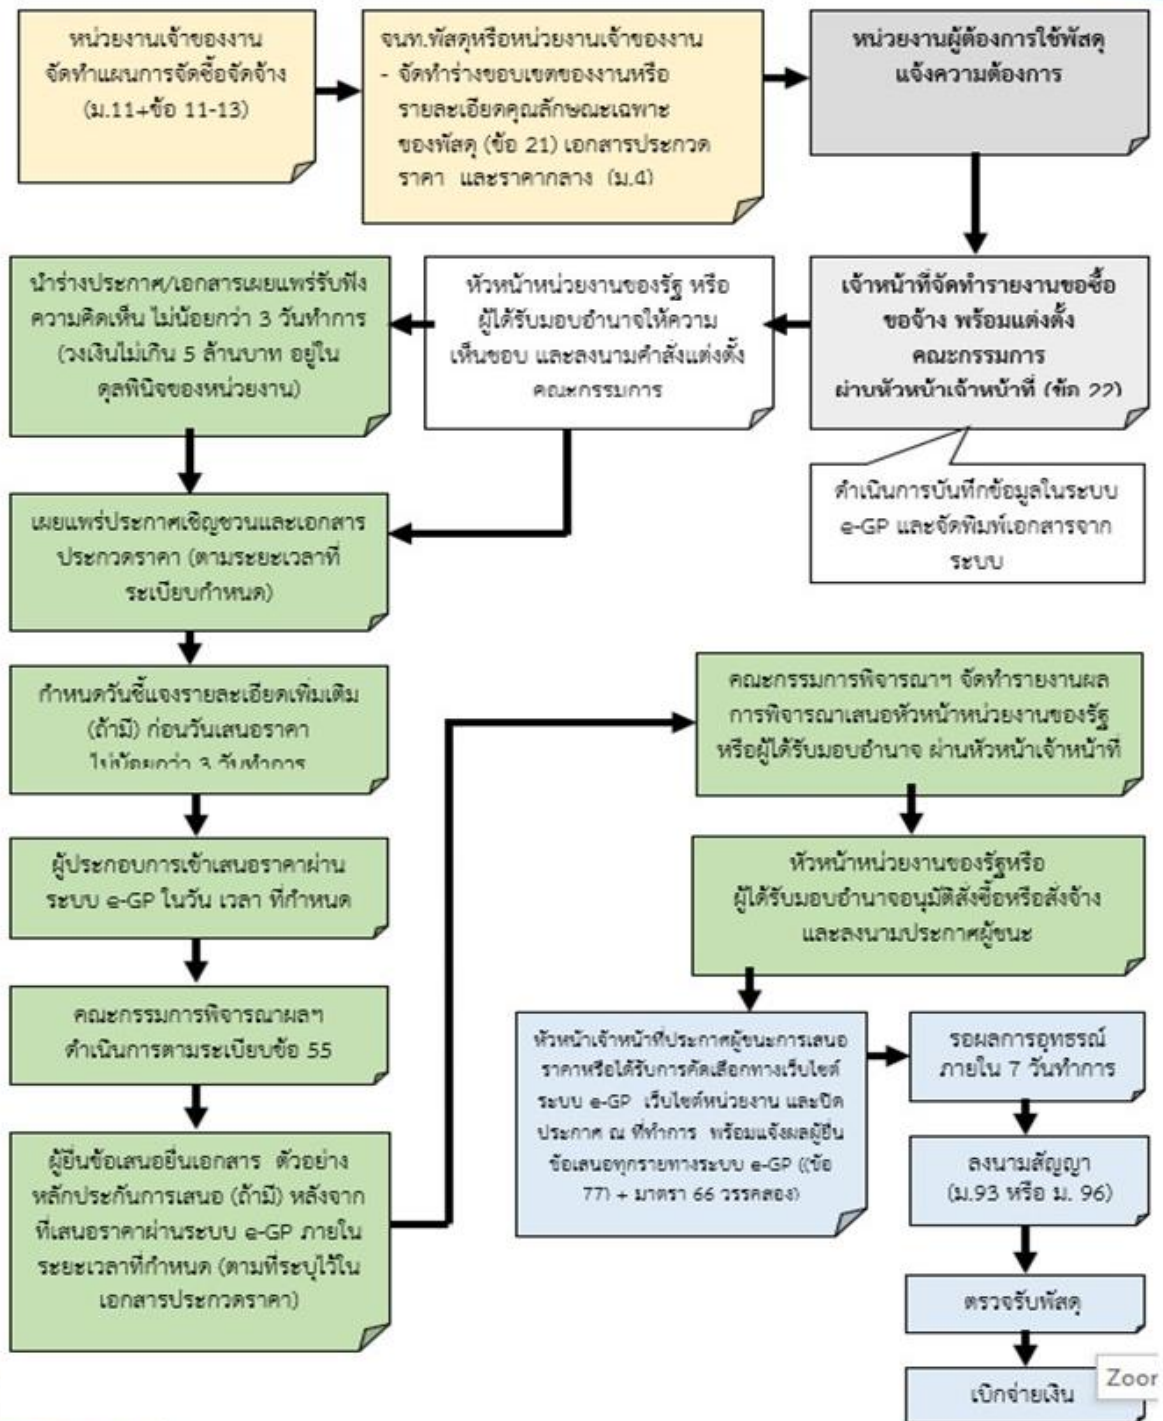 หน่วยงานเจ้าของงาน
จัดทำแผนการจัดซื้อจัดจ้าง
(ม.11+ข้อ 11-13)
จนท.พัสดุหรือหน่วยงานเจ้าของงาน
- จัดทำร่างขอบเขตของงานหรือ
รายละเอียดคุณลักษณะเฉพาะ
ของพัสดุ (ข้อ 21) เอกสารประกวด
ราคา และราคากลาง (ม.4)
หน่วยงานผู้ต้องการใช้พัสดุ
แจ้งความต้องการ
เจ้าหน้าที่จัดทำรายงานขอซื้อ
ขอจ้าง พร้อมแต่งตั้ง
คณะกรรมการ
ผ่านหัวหน้าเจ้าหน้าที่ (ข้อ 22)
ดำเนินการบันทึกข้อมูลในระบบ
e-GP และจัดพิมพ์เอกสารจาก
ระบบ
หัวหน้าหน่วยงานของรัฐ หรือ
ผู้ได้รับมอบอำนาจให้ความ
เห็นชอบ และลงนามคำสั่งแต่งตั้ง
คณะกรรมการ
นำร่างประกาศ/เอกสารเผยแพร่รับฟัง
ความคิดเห็น ไม่น้อยกว่า 3 วันทำการ
(วงเงินไม่เกิน 5 ล้านบาท อยู่ใน
ดุลพินิจของหน่วยงาน)
เผยแพร่ประกาศเชิญชวนและเอกสาร
ประกวดราคา (ตามระยะเวลาที่
ระเบียบกำหนด)
กำหนดวันชี้แจงรายละเอียดเพิ่มเติม
(ถ้ามี) ก่อนวันเสนอราคา
ไม่น้อยกว่า 3 วันทำการ
ผู้ประกอบการเข้าเสนอราคาผ่าน
ระบบ e-GP ในวัน เวลา ที่กำหนด
คณะกรรมการพิจารณาผลฯ
ดำเนินการตามระเบียบข้อ 55
ผู้ยื่นข้อเสนอยื่นเอกสาร ตัวอย่าง
หลักประกันการเสนอ (ถ้ามี) หลังจาก
ที่เสนอราคาผ่านระบบ e-GP ภายใน
ระยะเวลาที่กำหนด (ตามที่ระบุไว้ใน
เอกสารประกวดราคา)
คณะกรรมการพิจารณาฯ จัดทำรายงานผล
การพิจารณาเสนอหัวหน้าหน่วยงานของรัฐ
หรือผู้ได้รับมอบอำนาจ ผ่านหัวหน้าเจ้าหน้าที่
หัวหน้าหน่วยงานของรัฐหรือ
ผู้ได้รับมอบอำนาจอนุมัติสั่งซื้อหรือสั่งจ้าง
และลงนามประกาศผู้ชนะ
หัวหน้าเจ้าหน้าที่ประกาศผู้ชนะการเสนอ
ราคาหรือได้รับการคัดเลือกทางเว็บไซต์
ระบบ e-GP เว็บไซต์หน่วยงาน และปิด
ประกาศ ณ ที่ทำการ พร้อมแจ้งผลผู้ยื่น
ข้อเสนอทุกรายทางระบบ e-GP ((ข้อ
77) + มาตรา 66 วรรคสอง)
รอผลการอุทธรณ์
ภายใน 7 วันทำการ
ลงนามสัญญา
(ม.93 หรือ ม. 96)
ตรวจรับพัสดุ
เบิกจ่ายเงิน
Zoor